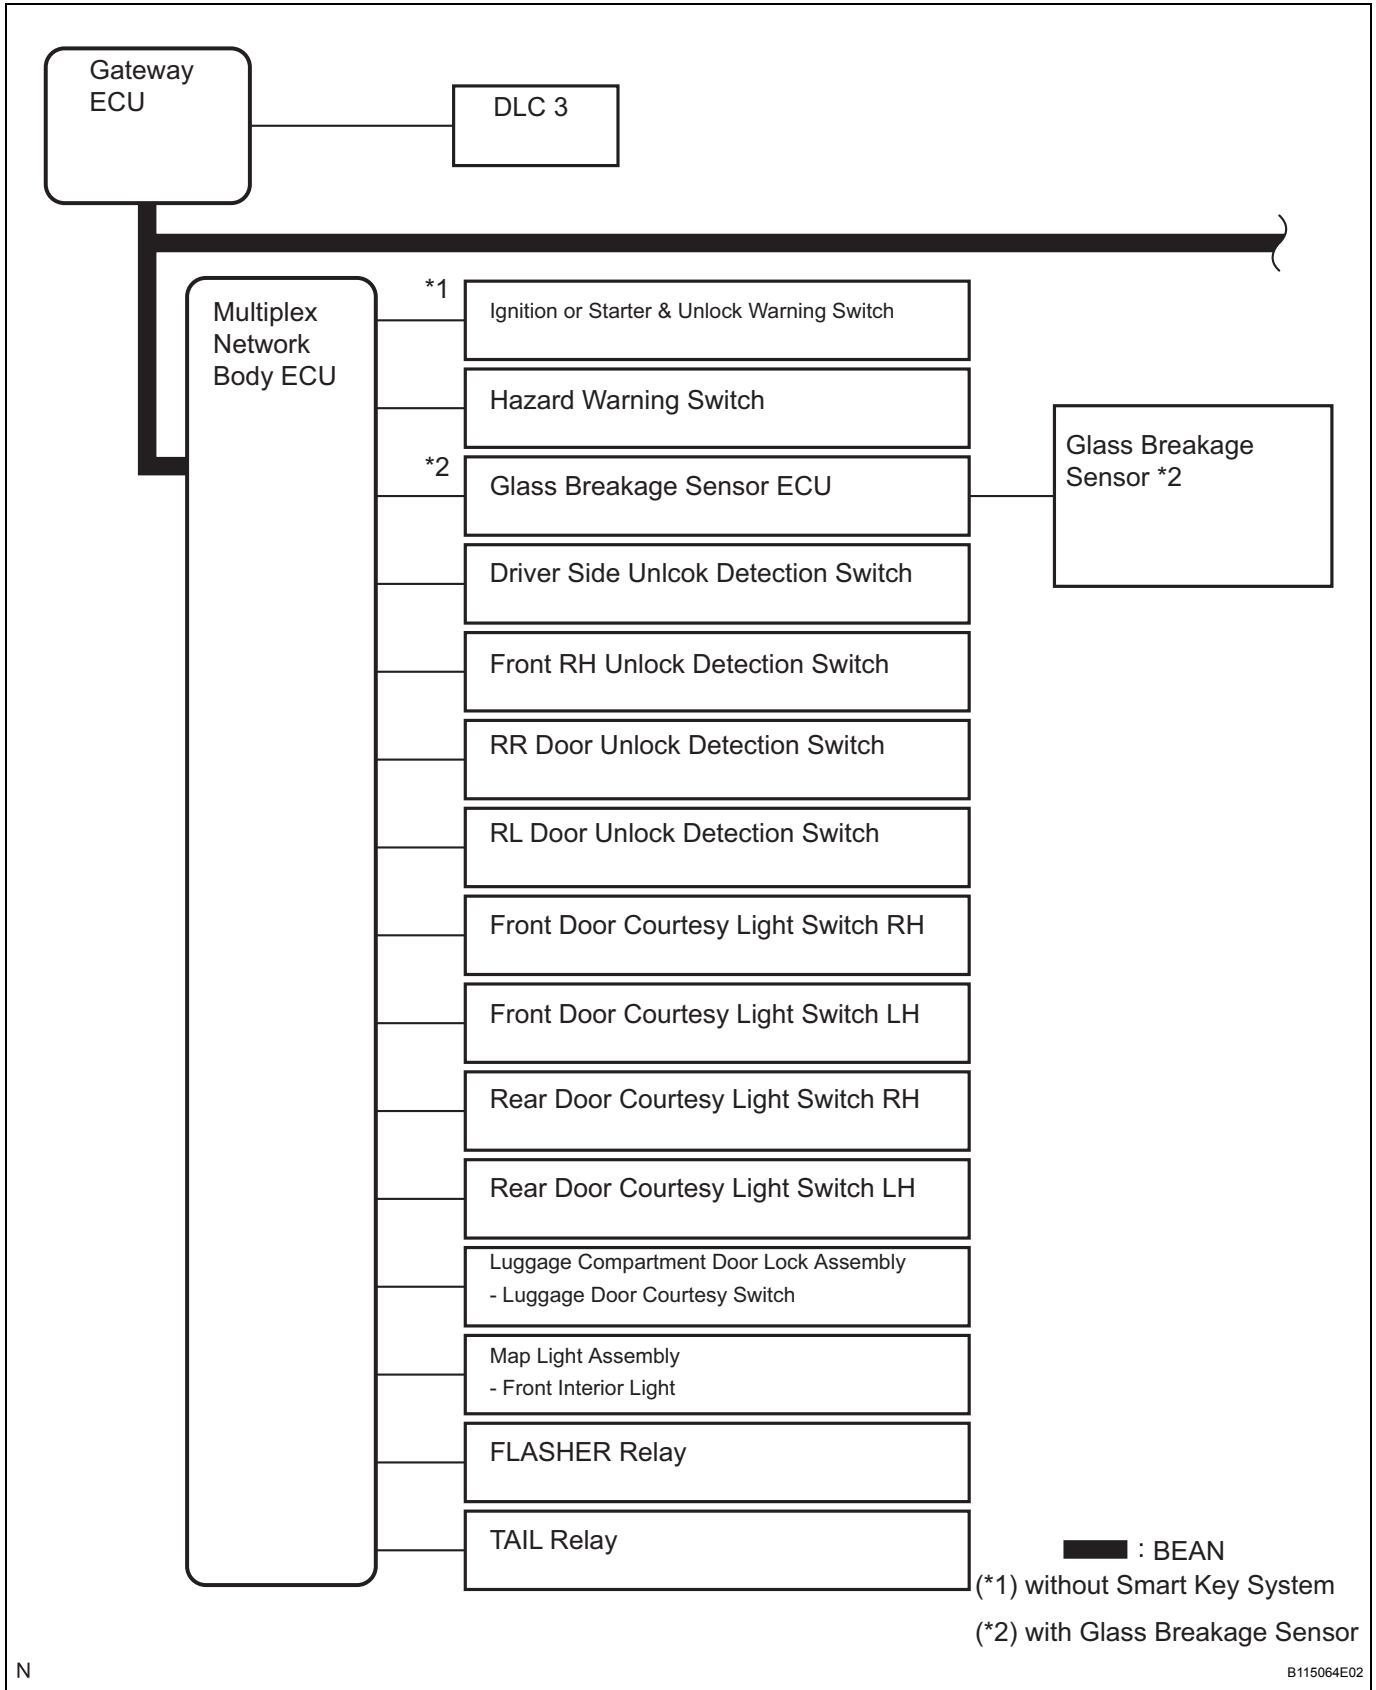 Gateway
ECU
DLC 3
Multiplex
Network
Body ECU
*1
Ignition or Starter & Unlock Warning Switch
Hazard Warning Switch
*2
Glass Breakage Sensor ECU
Glass Breakage
Sensor *2
Driver Side Unlcok Detection Switch
Front RH Unlock Detection Switch
RR Door Unlock Detection Switch
RL Door Unlock Detection Switch
Front Door Courtesy Light Switch RH
Front Door Courtesy Light Switch LH
Rear Door Courtesy Light Switch RH
Rear Door Courtesy Light Switch LH
Luggage Compartment Door Lock Assembly
- Luggage Door Courtesy Switch
Map Light Assembly
- Front Interior Light
FLASHER Relay
TAIL Relay
: BEAN
(*1) without Smart Key System
(*2) with Glass Breakage Sensor
N
B115064E02